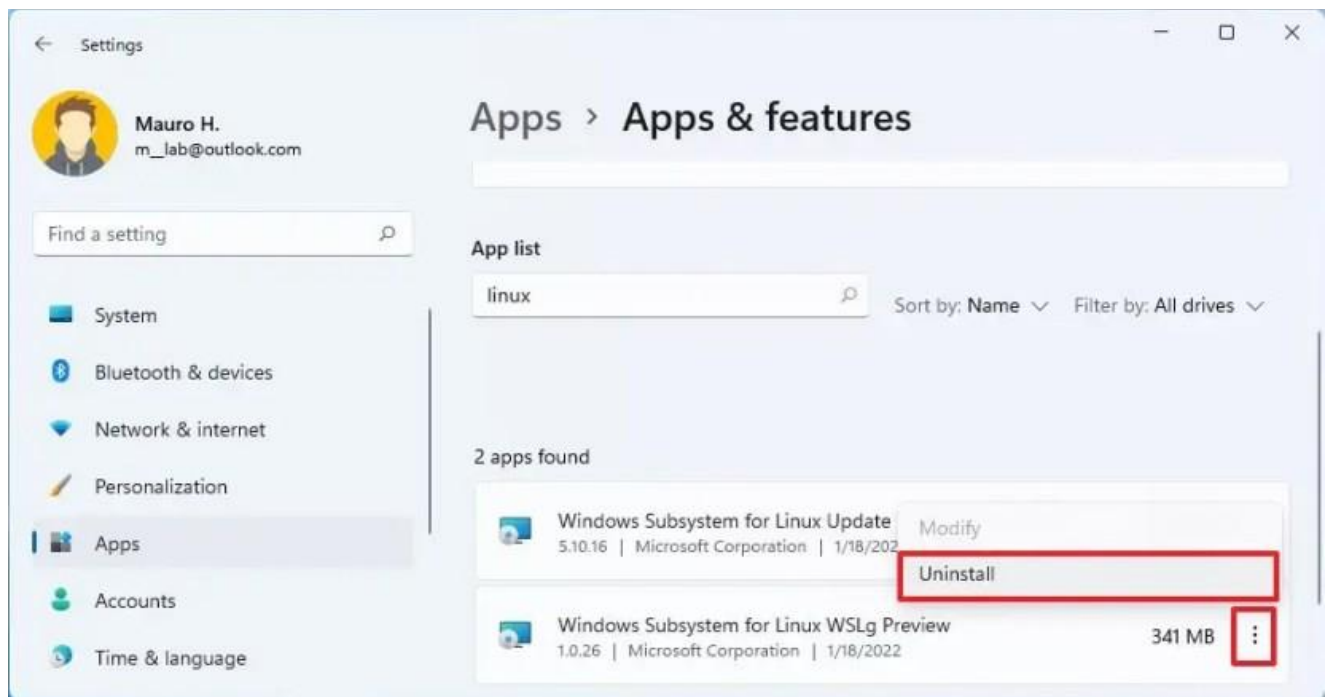 Settings
Mauro H.
m__lab@outlook.com
Find a setting
System
Bluetooth & devices
Network & internet
Personalization
Apps
Accounts
Time & language
Apps > Apps & features
App list
linux
Sort by: Name Filter by: All drives
2 apps found
Windows Subsystem for Linux Update
5.10.16 | Microsoft Corporation | 1/18/202
Modify
Uninstall
Windows Subsystem for Linux WSLg Preview
1.0.26 | Microsoft Corporation | 1/18/2022
341 MB